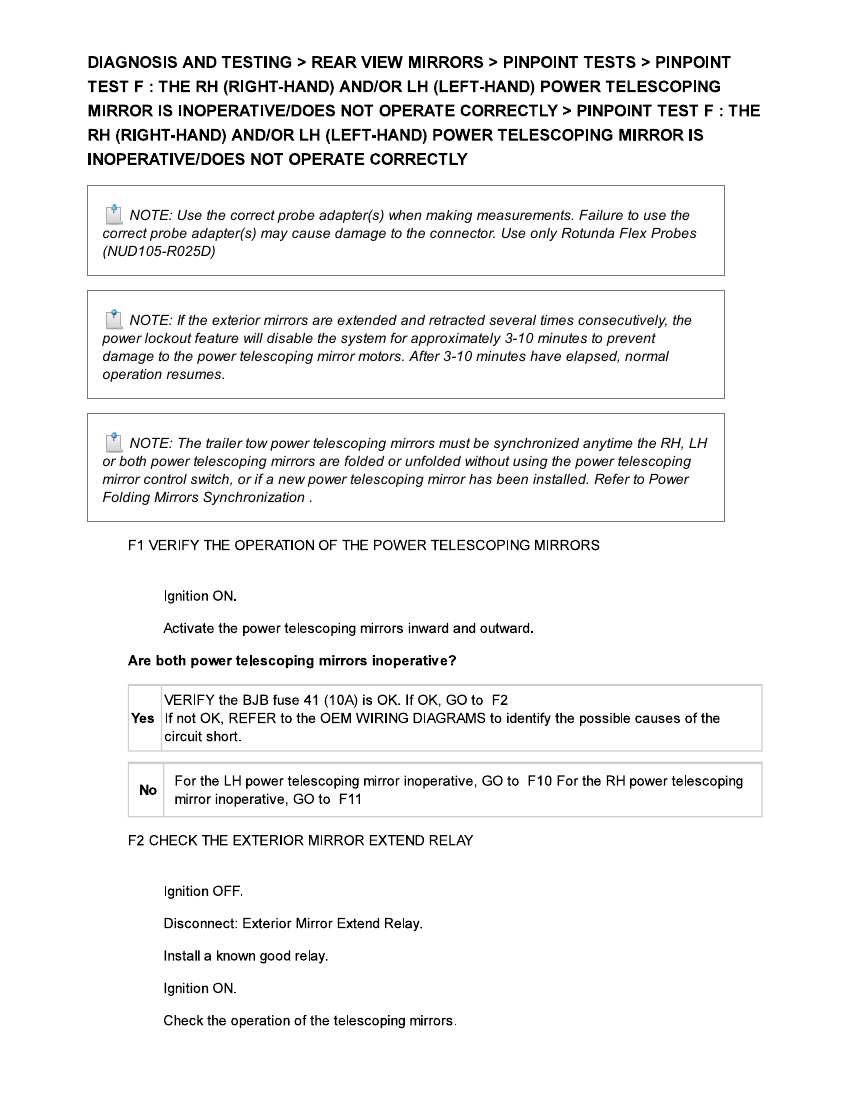 DIAGNOSIS AND TESTING > REAR VIEW MIRRORS > PINPOINT TESTS > PINPOINT
TEST F : THE RH (RIGHT-HAND) AND/OR LH (LEFT-HAND) POWER TELESCOPING
MIRROR IS INOPERATIVE/DOES NOT OPERATE CORRECTLY > PINPOINT TEST F : THE
RH (RIGHT-HAND) AND/OR LH (LEFT-HAND) POWER TELESCOPING MIRROR IS
INOPERATIVE/DOES NOT OPERATE CORRECTLY
NOTE: Use the correct probe adapter(s) when making measurements. Failure to use the
correct probe adapter(s) may cause damage to the connector. Use only Rotunda Flex Probes
(NUD105-R025D)
NOTE: If the exterior mirrors are extended and retracted several times consecutively, the
power lockout feature will disable the system for approximately 3-10 minutes to prevent
damage to the power telescoping mirror motors. After 3-10 minutes have elapsed, normal
operation resumes.
NOTE: The trailer tow power telescoping mirrors must be synchronized anytime the RH, LH
or both power telescoping mirrors are folded or unfolded without using the power telescoping
mirror control switch, or if a new power telescoping mirror has been installed. Refer to Power
Folding Mirrors Synchronization .
F1 VERIFY THE OPERATION OF THE POWER TELESCOPING MIRRORS
Ignition ON.
Activate the power telescoping mirrors inward and outward.
Are both power telescoping mirrors inoperative?
Yes
VERIFY the BJB fuse 41 (10A) is OK. If OK, GO to F2
If not OK, REFER to the OEM WIRING DIAGRAMS to identify the possible causes of the
circuit short.
No
For the LH power telescoping mirror inoperative, GO to F10 For the RH power telescoping
mirror inoperative, GO to F11
F2 CHECK THE EXTERIOR MIRROR EXTEND RELAY
Ignition OFF.
Disconnect: Exterior Mirror Extend Relay.
Install a known good relay.
Ignition ON.
Check the operation of the telescoping mirrors.